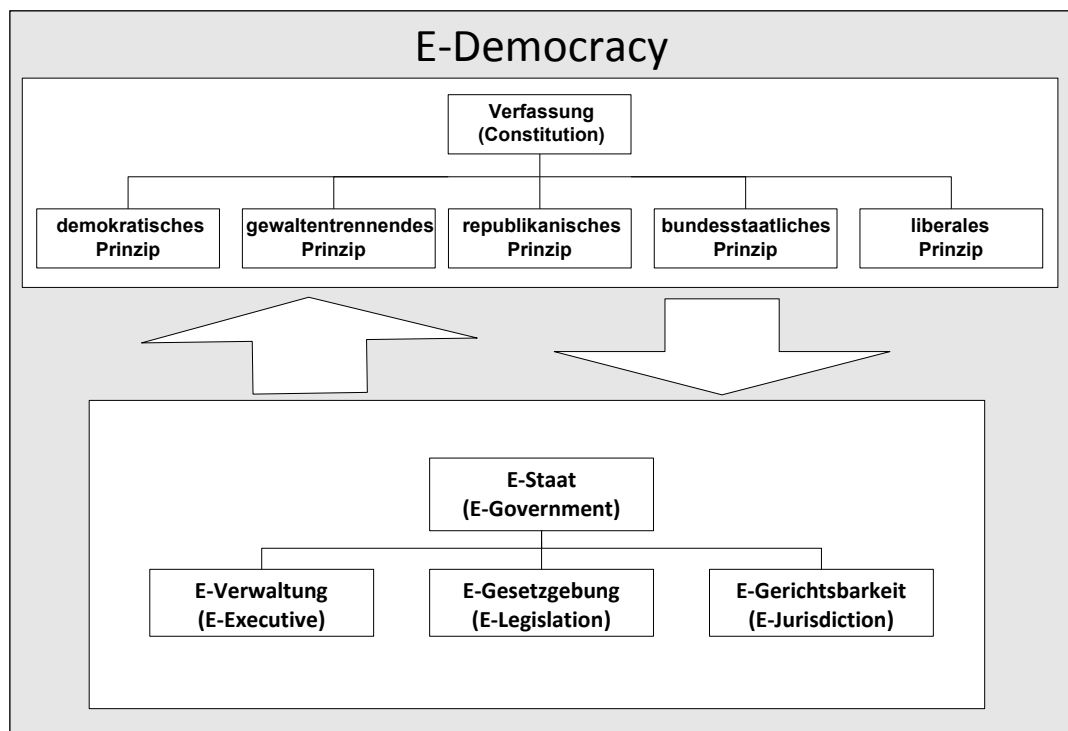 E-Democracy
Verfassung
(Constitution)
demokratisches
Prinzip
gewaltentrennendes
Prinzip
republikanisches
Prinzip
bundesstaatliches
Prinzip
liberales
Prinzip
E-Staat
(E-Government)
E-Verwaltung
(E-Executive)
E-Gesetzgebung
(E-Legislation)
E-Gerichtsbarkeit
(E-Jurisdiction)